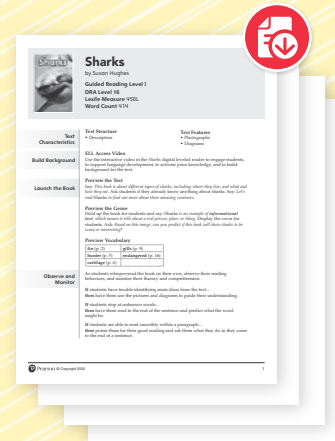 Sharks
Sharks
by Susan Hughes
Guided Reading Level I
DRA Level 16
Lexile Measure 450L
Word Count 414
Text Characteristics
Text Structure
• Description
Text Features
• Photographs
• Diagrams
Build Background
ELL Access Video
Use the interactive video in the Sharks digital leveled reader to engage students,
to support language development, to activate prior knowledge, and to build
background for the text.
Launch the Book
Preview the Text
Say: This book is about different types of sharks, including where they live, and what and
how they eat. Ask students if they already know anything about sharks. Say: Let's
read Sharks to find out more about these amazing creatures.
Preview the Genre
Hold up the book for students and say: Sharks is an example of informational
text, which means it tells about a real person, place, or thing. Display the cover for
students. Ask: Based on this image, can you predict if this book will show sharks to be
scary or interesting?
Preview Vocabulary
fin (p. 2) gills (p. 9)
hunter (p. 5) endangered (p. 16)
cartilage (p. 6)
Observe and Monitor
As students whisper-read the book on their own, observe their reading
behaviors, and monitor their fluency and comprehension.
If students have trouble identifying main ideas from the text...
then have them use the pictures and diagrams to guide their understanding.
If students stop at unknown words...
then have them read to the end of the sentence and predict what the word
might be.
If students are able to read smoothly within a paragraph...
then praise them for their good reading and ask them what they do as they come
to the end of a sentence.
P Pearson © Copyright 2020
1